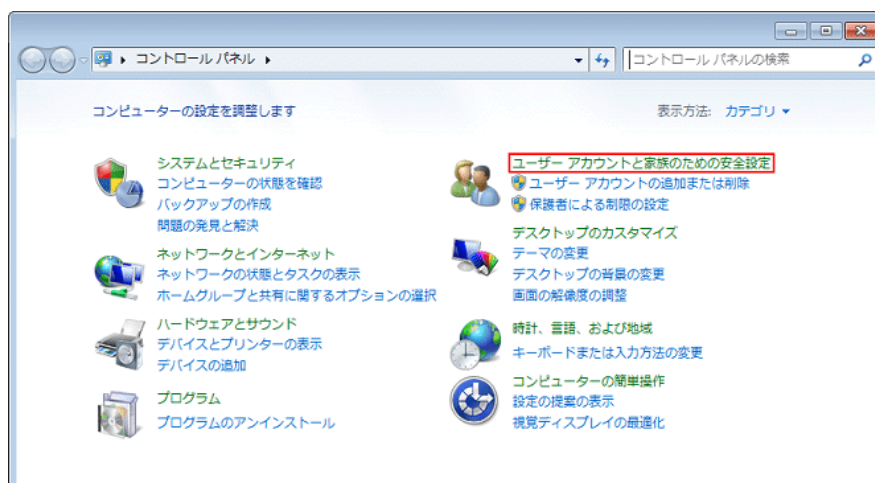 コントロール パネル
コントロール パネルの検索
コンピューターの設定を調整します
表示方法: カテゴリ
システムとセキュリティ
コンピューターの状態を確認
バックアップの作成
問題の発見と解決
ネットワークとインターネット
ネットワークの状態とタスクの表示
ホームグループと共有に関するオプションの選択
ハードウェアとサウンド
デバイスとプリンターの表示
デバイスの追加
プログラム
プログラムのアンインストール
ユーザー アカウントと家族のための安全設定
ユーザー アカウントの追加または削除
保護者による制限の設定
デスクトップのカスタマイズ
テーマの変更
デスクトップの背景の変更
画面の解像度の調整
時計、言語、および地域
キーボードまたは入力方法の変更
コンピューターの簡単操作
設定の提案の表示
視覚ディスプレイの最適化